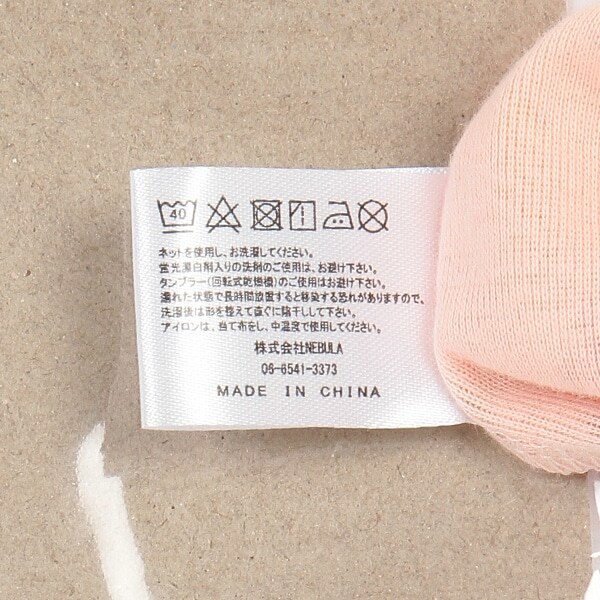 40
ネットを使用し、お洗濯してください。
蛍光漂白剤入りの洗剤のご使用は、お避け下さい。
タンブラー(回転式乾燥機)のご使用はお避け下さい。
濡れた状態で長時間放置すると移染する恐れがありますので、
洗濯後は形を整えて直ぐに陰干しして下さい。
アイロンは、当て布をし、中温度で使用してください。
株式会社NEBULA
06-6541-3373
MADE IN CHINA